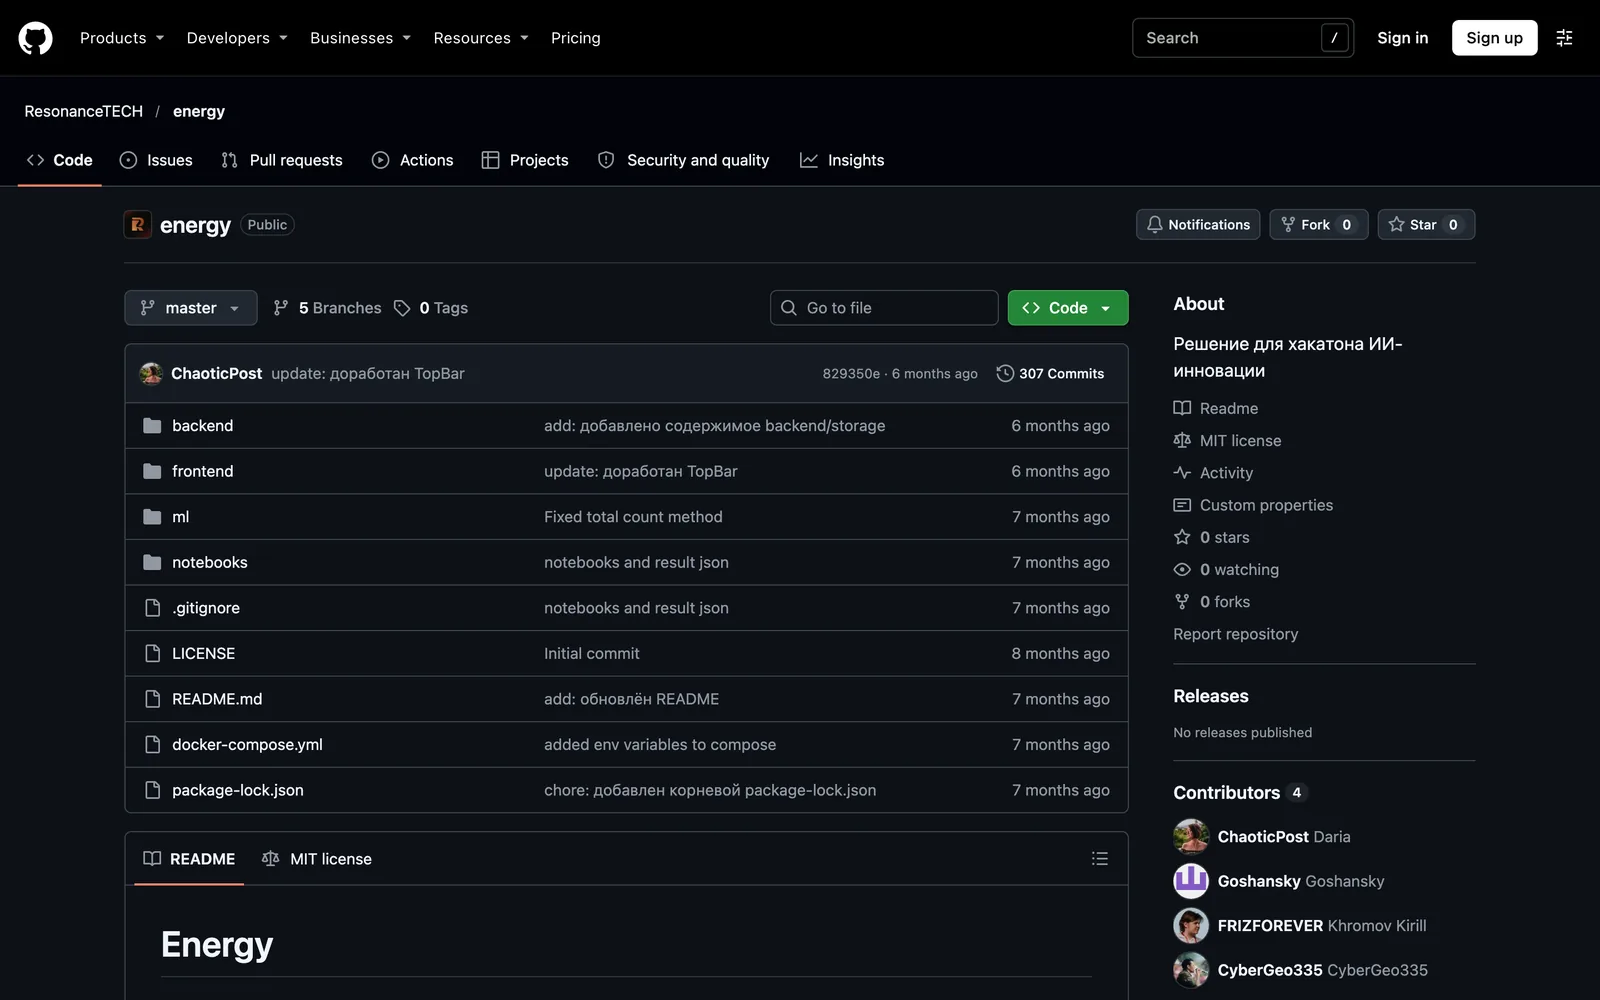 Products
Developers
Businesses
Resources
Pricing
Search
/
Sign in
Sign up
ResonanceTECH / energy
Code
Issues
Pull requests
Actions
Projects
Security and quality
Insights
energy
Public
Notifications
Fork 0
Star 0
master
5 Branches
0 Tags
Go to file
Code
ChaoticPost update: доработан TopBar
829350e · 6 months ago
307 Commits
backend add: добавлено содержимое backend/storage 6 months ago
frontend update: доработан TopBar 6 months ago
ml Fixed total count method 7 months ago
notebooks notebooks and result json 7 months ago
.gitignore notebooks and result json 7 months ago
LICENSE Initial commit 8 months ago
README.md add: обновлён README 7 months ago
docker-compose.yml added env variables to compose 7 months ago
package-lock.json chore: добавлен корневой package-lock.json 7 months ago
README
MIT license
Energy
About
Решение для хакатона ИИ-
инновации
Readme
MIT license
Activity
Custom properties
0 stars
0 watching
0 forks
Report repository
Releases
No releases published
Contributors 4
ChaoticPost Daria
Goshansky Goshansky
FRIZFOREVER Khromov Kirill
CyberGeo335 CyberGeo335